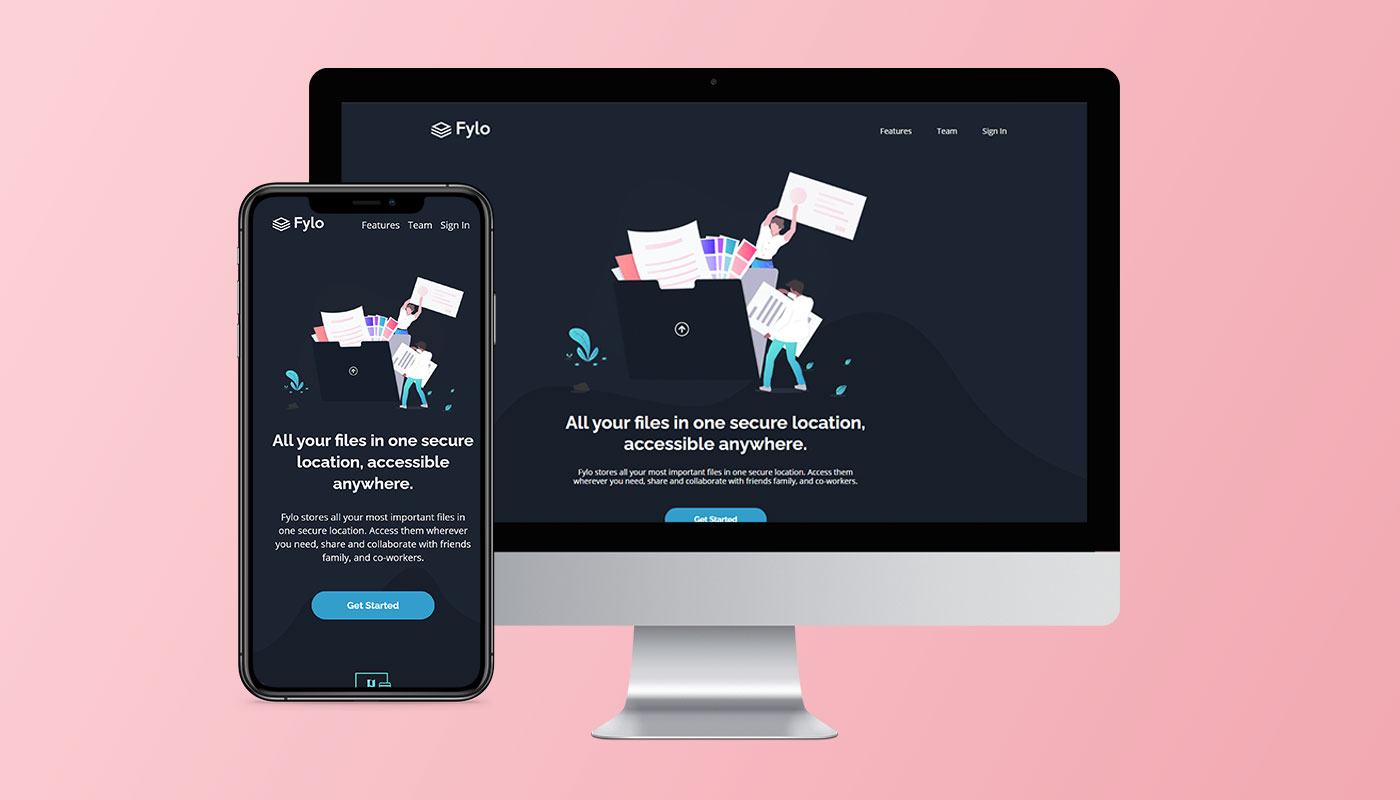 Fylo
Features Team Sign In
All your files in one secure location,
accessible anywhere.
Fylo stores all your most important files in one secure location. Access them
wherever you need, share and collaborate with friends family, and co-workers.
Get Started
Fylo
Features Team Sign In
All your files in one secure
location, accessible
anywhere.
Fylo stores all your most important files in
one secure location. Access them wherever
you need, share and collaborate with friends
family, and co-workers.
Get Started